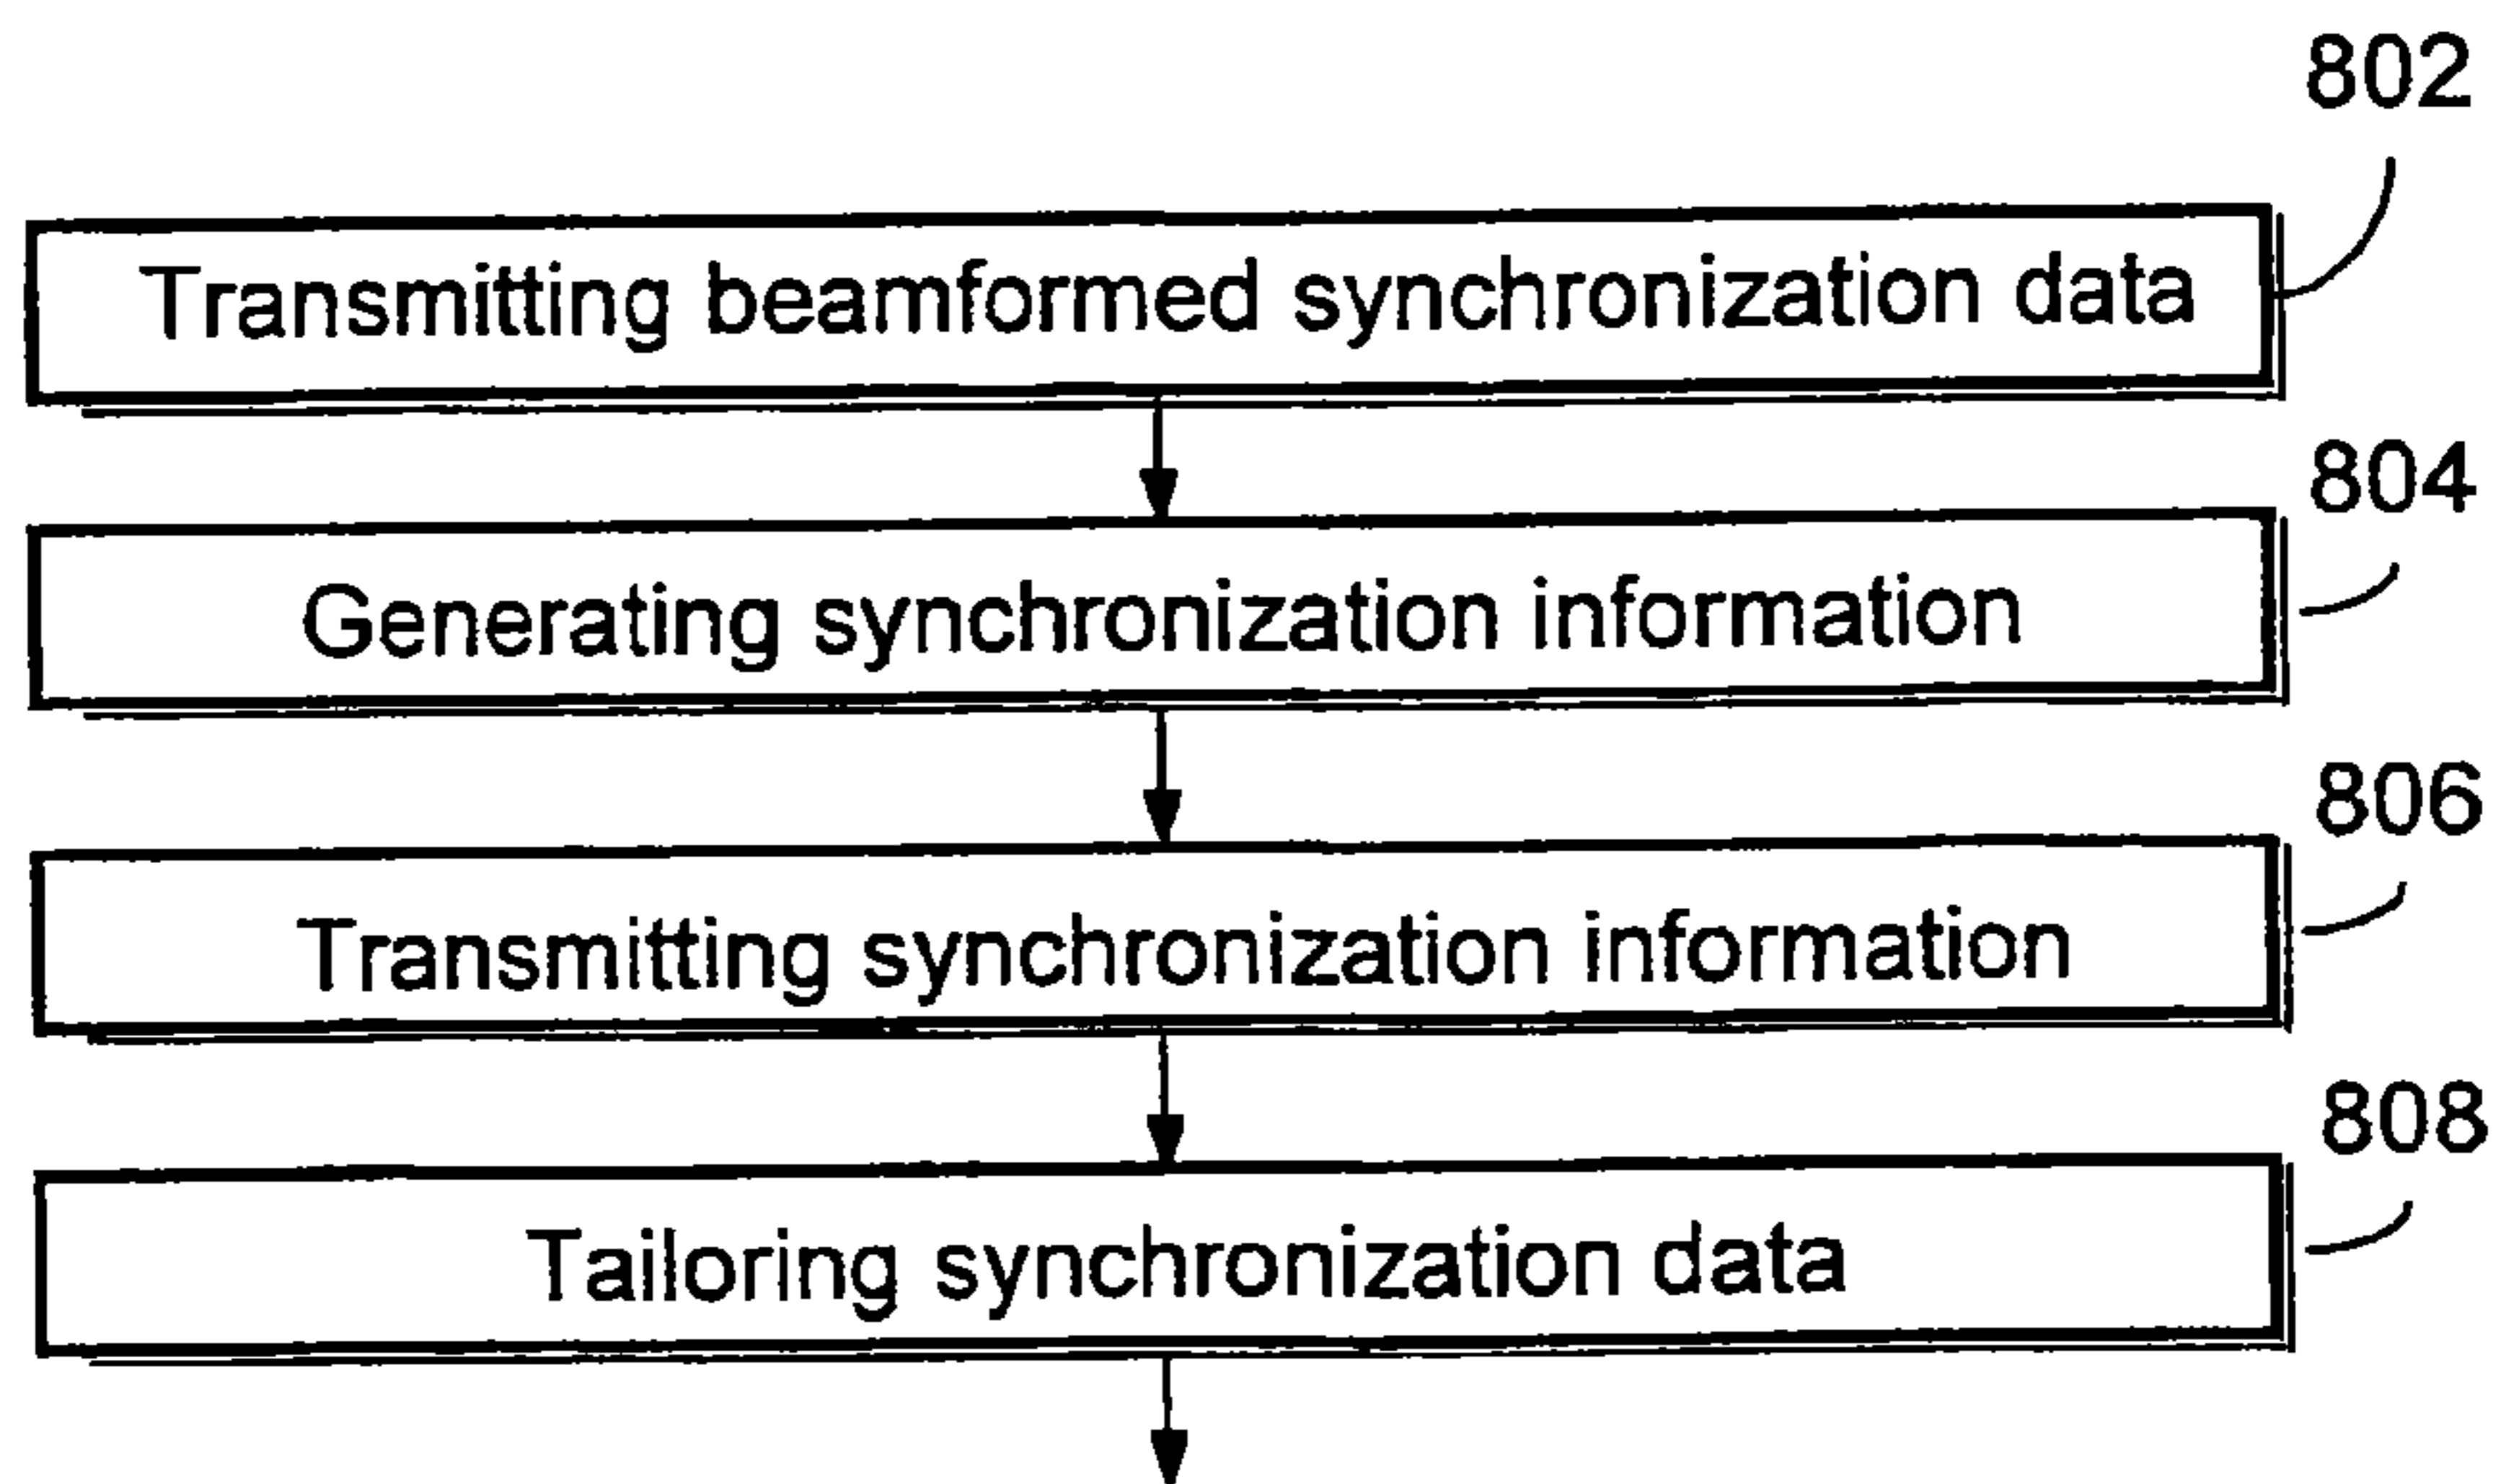 802
Transmitting beamformed synchronization data
804
Generating synchronization information
806
Transmitting synchronization information
808
Tailoring synchronization data